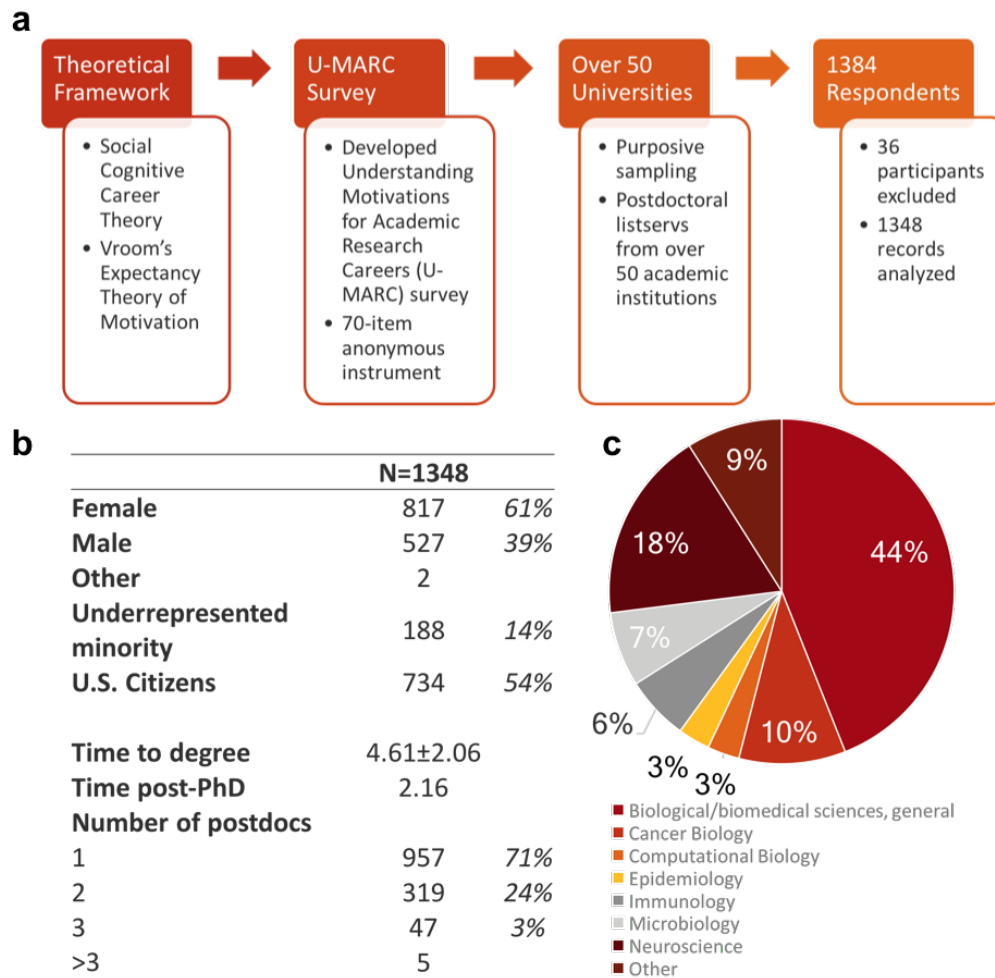 a
Theoretical
Framework
• Social
Cognitive
Career
Theory
• Vroom's
Expectancy
Theory of
Motivation
U-MARC
Survey
• Developed
Understanding
Motivations
for Academic
Research
Careers (U-
MARC) survey
• 70-item
anonymous
instrument
Over 50
Universities
• Purposive
sampling
• Postdoctoral
listservs
from over
50 academic
institutions
1384
Respondents
• 36
participants
excluded
• 1348
records
analyzed
b
N=1348
Female 817 61%
Male 527 39%
Other 2
Underrepresented
minority 188 14%
U.S. Citizens 734 54%
Time to degree 4.61±2.06
Time post-PhD 2.16
Number of postdocs
1 957 71%
2 319 24%
3 47 3%
>3 5
c
9%
44%
18%
7%
6%
10%
3%
3%
Biological/biomedical sciences, general
Cancer Biology
Computational Biology
Epidemiology
Immunology
Microbiology
Neuroscience
Other